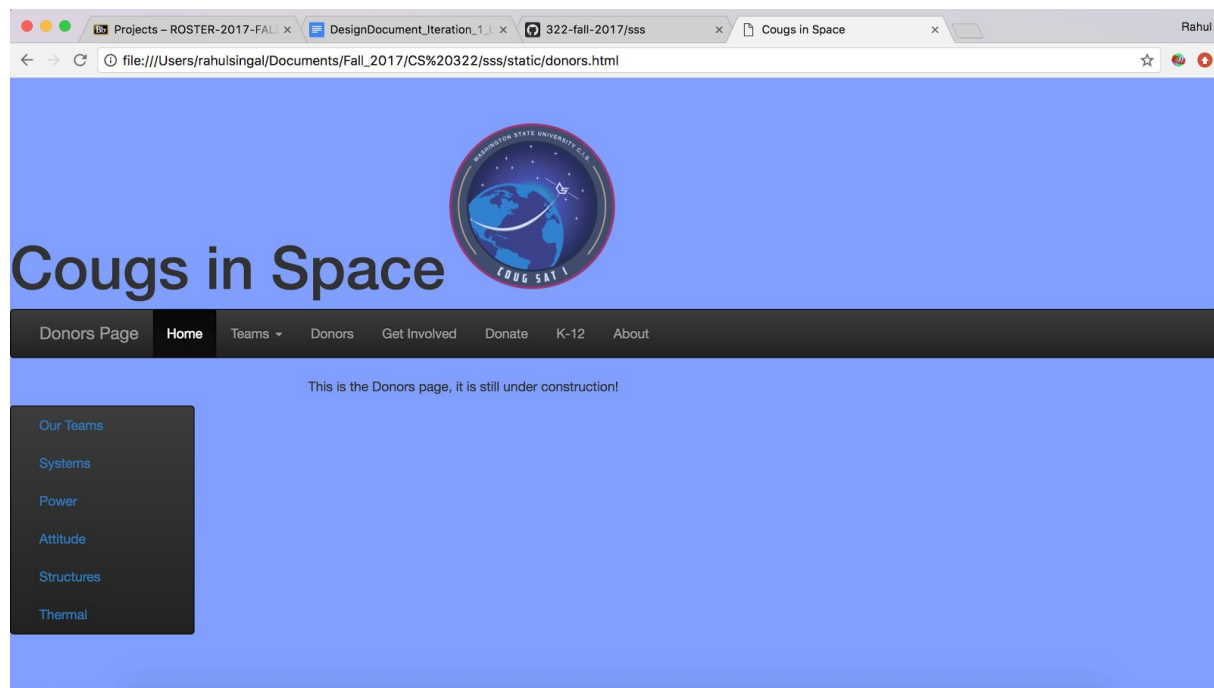 Projects – ROSTER-2017-FAL
DesignDocument_Iteration_1_L
322-fall-2017/sss
Cougs in Space
Rahul
file:///Users/rahulsingal/Documents/Fall_2017/CS%20322/sss/static/donors.html
WASHINGTON STATE UNIVERSITY C.I.S.
COUG SAT 1
Cougs in Space
Donors Page Home Teams Donors Get Involved Donate K-12 About
This is the Donors page, it is still under construction!
Our Teams
Systems
Power
Attitude
Structures
Thermal